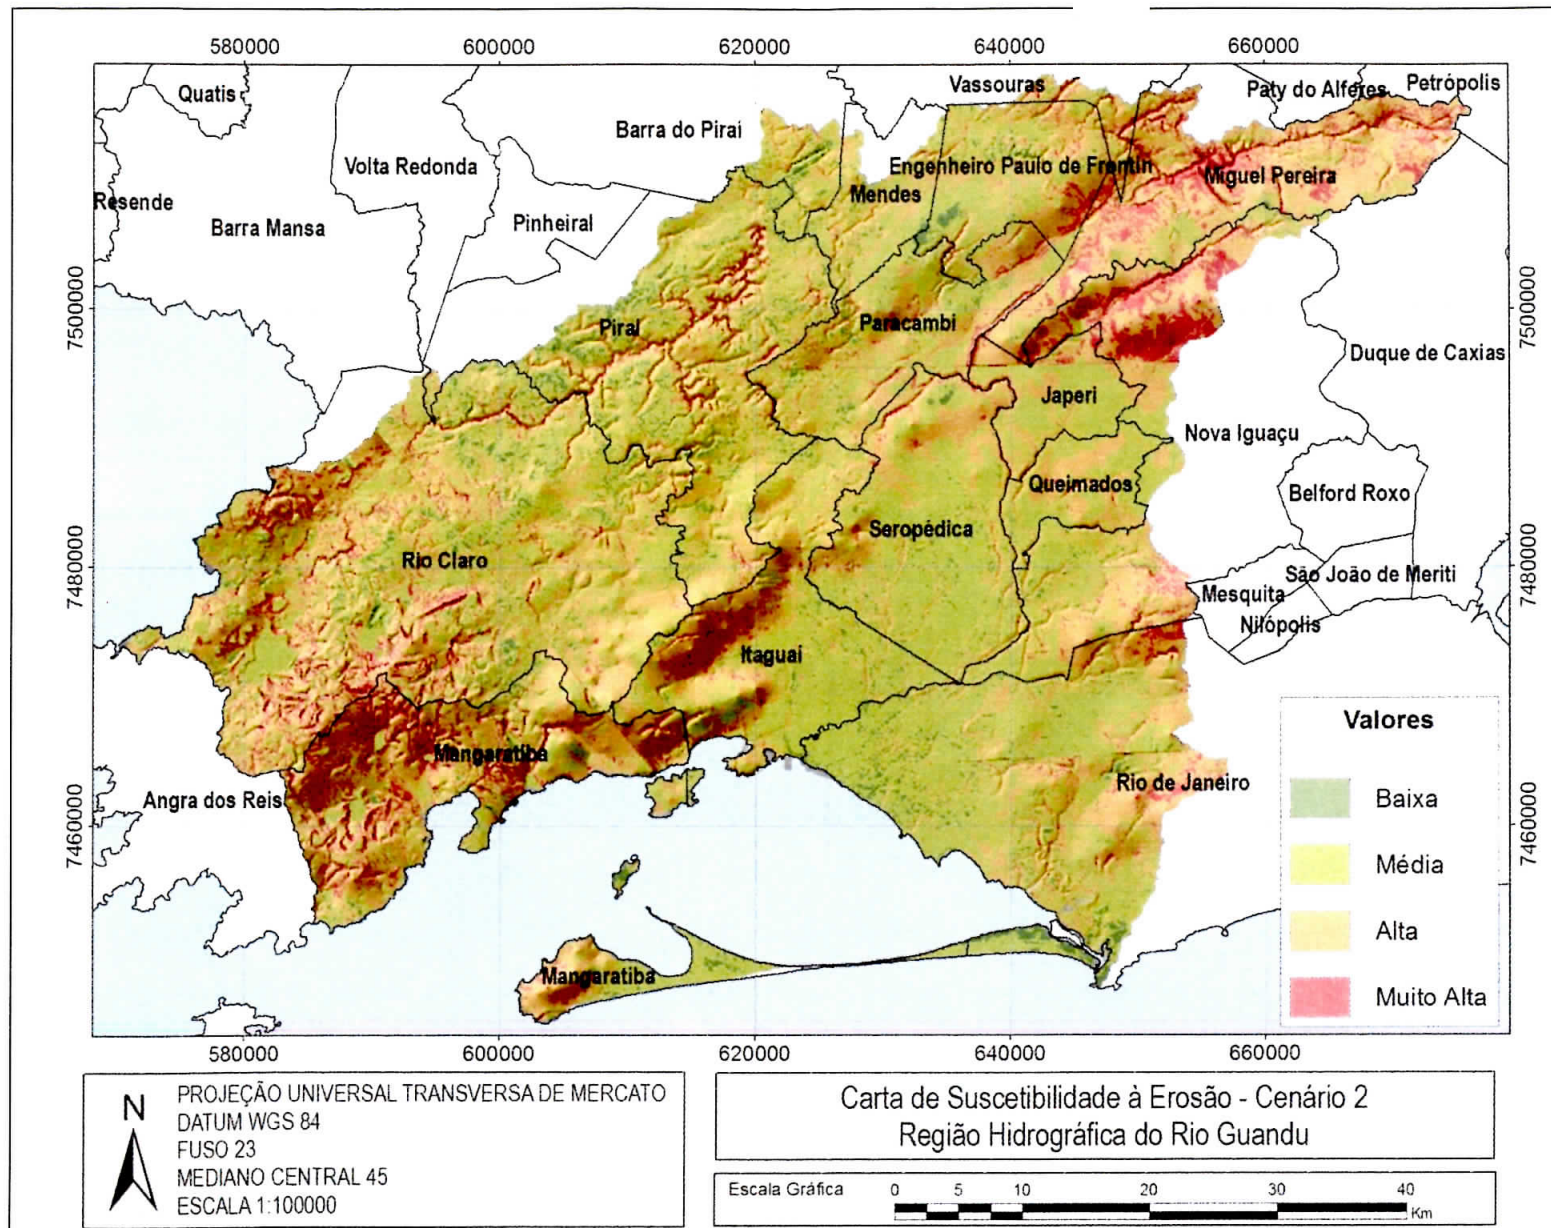 580000
600000
620000
640000
660000
Quatis
Vassouras
Paty do Alferes
Petrópolis
Barra do Piraí
Volta Redonda
Engenheiro Paulo de Frontin
Miguel Pereira
Mendes
Resende
Barra Mansa
Pinheiral
7500000
7500000
Piraí
Paracambi
Duque de Caxias
Japeri
Nova Iguaçu
Queimados
Belford Roxo
Seropédica
7480000
7480000
Rio Claro
São João de Meriti
Mesquita
Nilópolis
Itaguaí
Mangaratiba
Angra dos Reis
Rio de Janeiro
7460000
7460000
Mangaratiba
Valores
Baixa
Média
Alta
Muito Alta
580000
600000
620000
640000
660000
N
PROJEÇÃO UNIVERSAL TRANSVERSA DE MERCATO
DATUM WGS 84
FUSO 23
MEDIANO CENTRAL 45
ESCALA 1:100000
Carta de Suscetibilidade à Erosão - Cenário 2
Região Hidrográfica do Rio Guandu
Escala Gráfica
0 5 10 20 30 40
Km